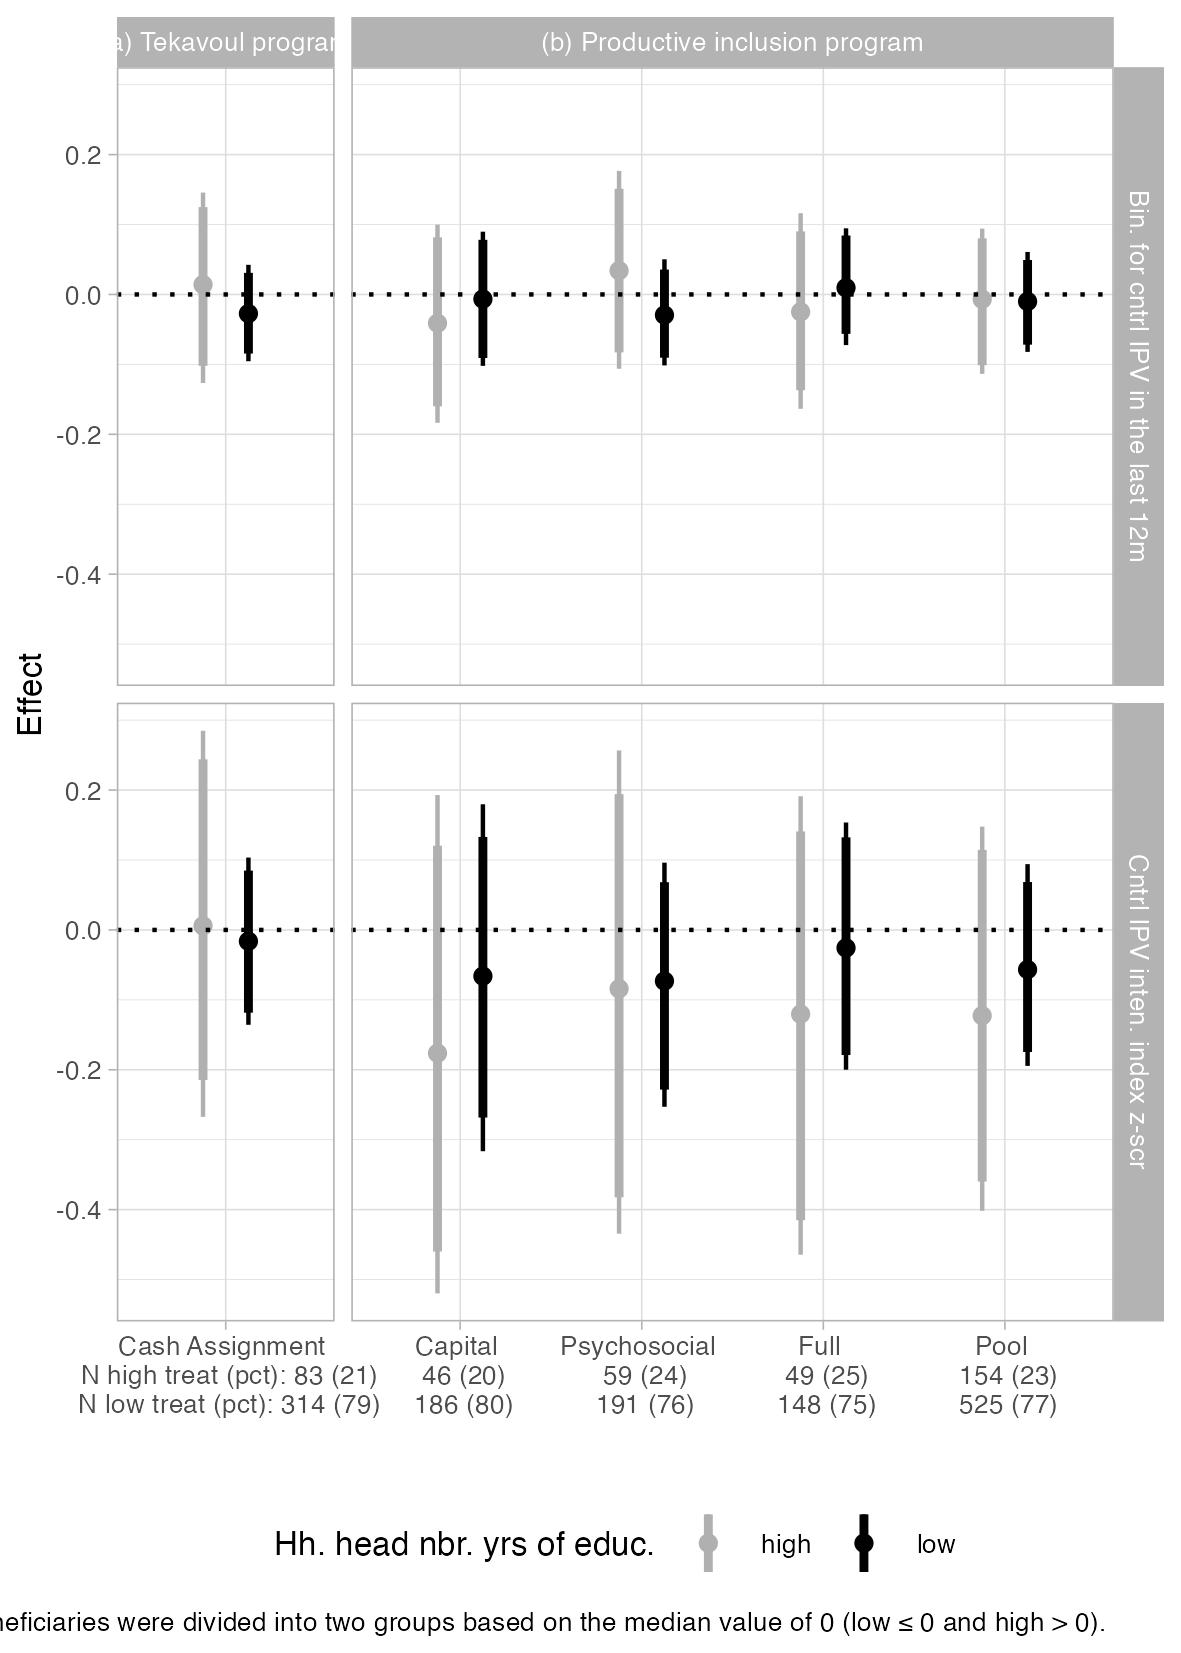 a) Tekavoul program
(b) Productive inclusion program
Bin. for cntrl IPV in the last 12m
0.2
0.0
-0.2
-0.4
Effect
Cntrl IPV inten. index z-scr
0.2
0.0
-0.2
-0.4
Cash Assignment Capital Psychosocial Full Pool
N high treat (pct): 83 (21) 46 (20) 59 (24) 49 (25) 154 (23)
N low treat (pct): 314 (79) 186 (80) 191 (76) 148 (75) 525 (77)
Hh. head nbr. yrs of educ. high low
neficiaries were divided into two groups based on the median value of 0 (low ≤ 0 and high > 0).